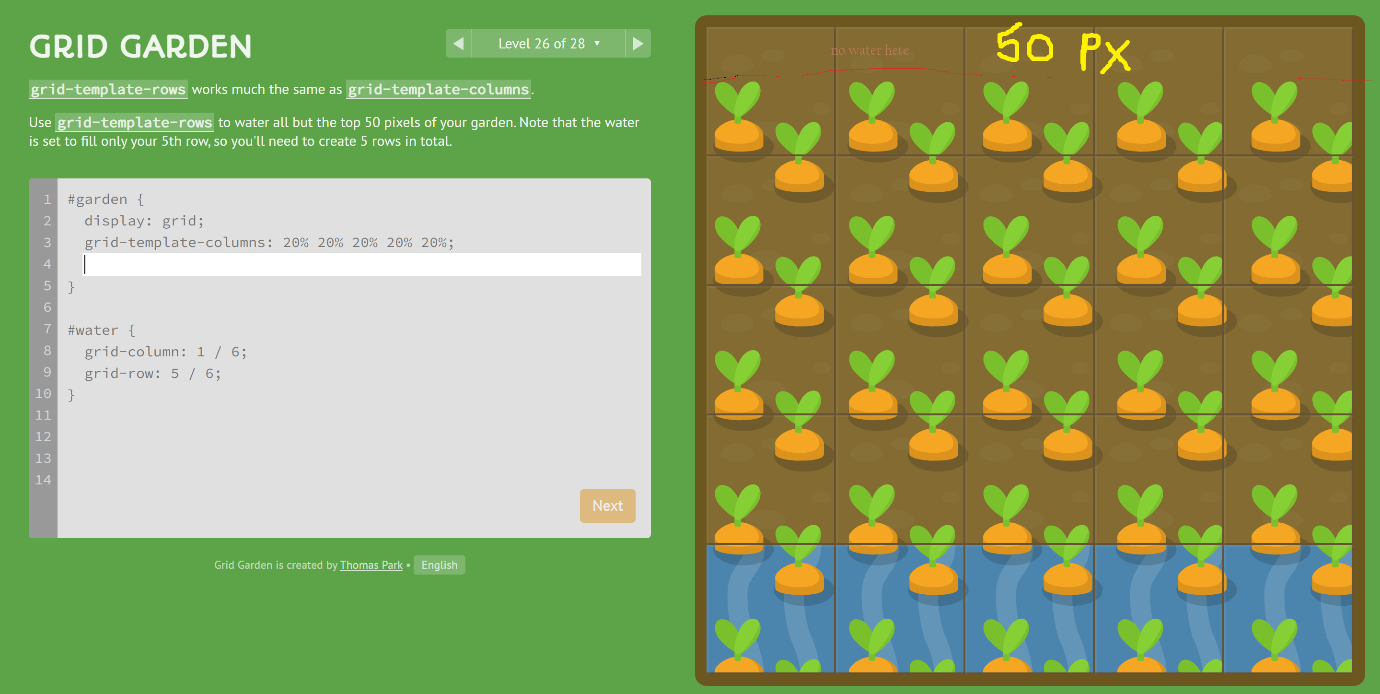 GRID GARDEN
Level 26 of 28
grid-template-rows works much the same as grid-template-columns.
Use grid-template-rows to water all but the top 50 pixels of your garden. Note that the water
is set to fill only your 5th row, so you'll need to create 5 rows in total.
1 #garden {
2 display: grid;
3 grid-template-columns: 20% 20% 20% 20% 20%;
4
5 }
6
7 #water {
8 grid-column: 1 / 6;
9 grid-row: 5 / 6;
10 }
11
12
13
14
Next
Grid Garden is created by Thomas Park • English
no water here
50 PX